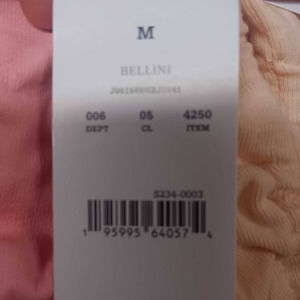 M
BELLINI
006 05 4250
DEPT CL ITEM
S234-0003
1 95995 64057 4